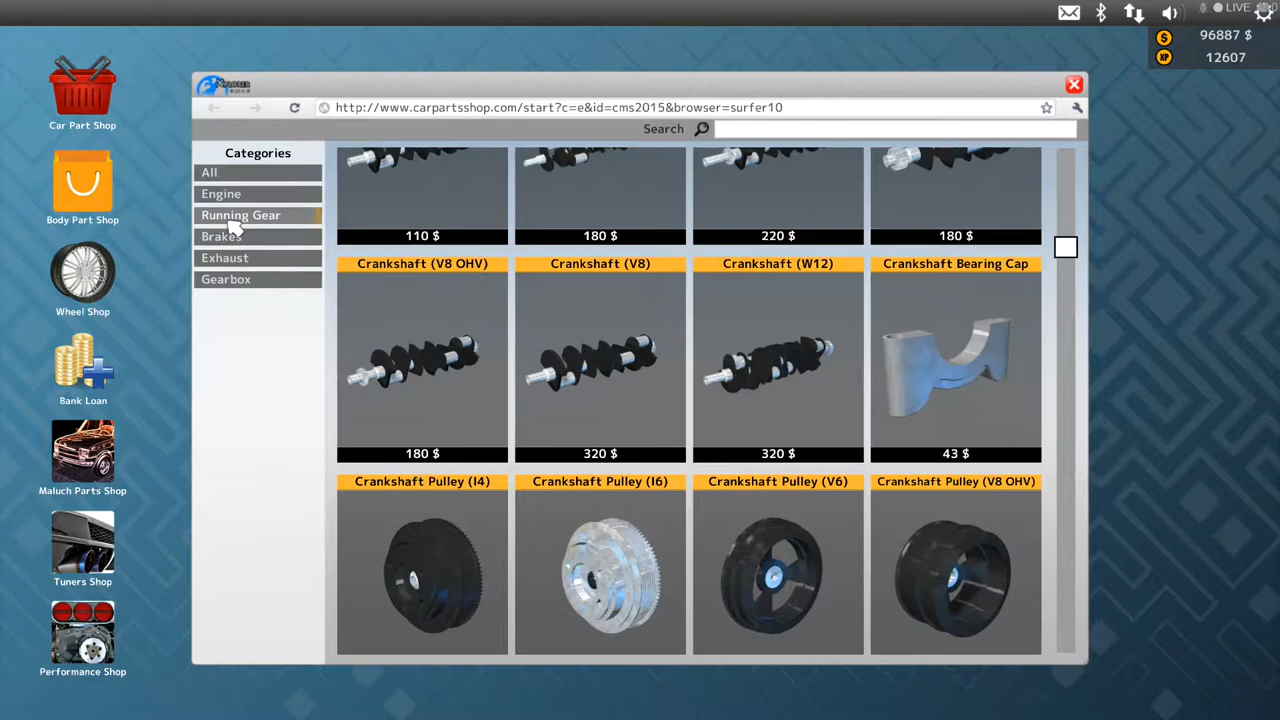 LIVE
96887 $
XP
12607
Car Part Shop
Body Part Shop
Wheel Shop
Bank Loan
Maluch Parts Shop
Tuners Shop
Performance Shop
http://www.carpartsshop.com/start?c=e&id=cms2015&browser=surfer10
Search
Categories
All
Engine
Running Gear
Brakes
Exhaust
Gearbox
110 $
180 $
220 $
180 $
Crankshaft (V8 OHV)
Crankshaft (V8)
Crankshaft (W12)
Crankshaft Bearing Cap
180 $
320 $
320 $
43 $
Crankshaft Pulley (I4)
Crankshaft Pulley (I6)
Crankshaft Pulley (V6)
Crankshaft Pulley (V8 OHV)